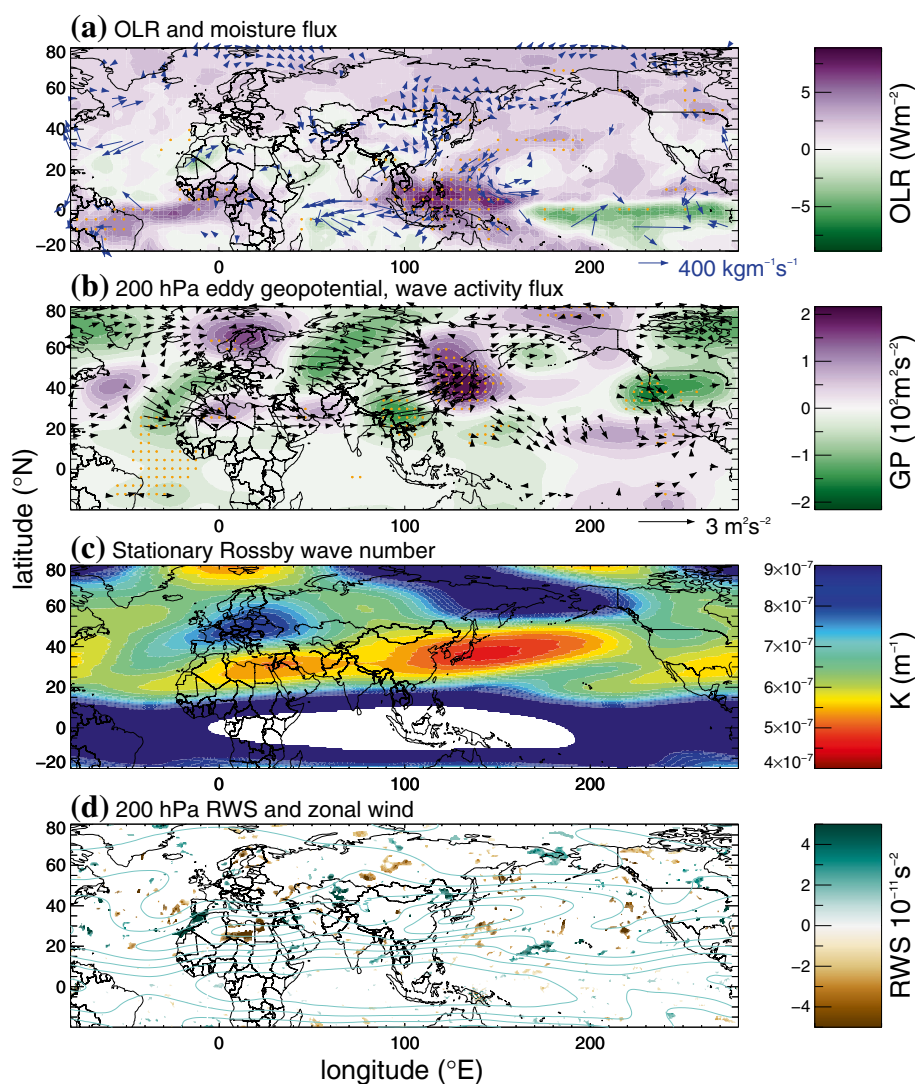 (a) OLR and moisture flux
80
60
40
20
0
−20
0 100 200
400 kgm⁻¹s⁻¹
5
0
−5
OLR (Wm⁻²)
(b) 200 hPa eddy geopotential, wave activity flux
80
60
40
20
0
−20
0 100 200
3 m²s⁻²
2
1
0
−1
−2
GP (10²m²s⁻²)
latitude (°N)
(c) Stationary Rossby wave number
80
60
40
20
0
−20
0 100 200
9×10⁻⁷
8×10⁻⁷
7×10⁻⁷
6×10⁻⁷
5×10⁻⁷
4×10⁻⁷
K (m⁻¹)
(d) 200 hPa RWS and zonal wind
80
60
40
20
0
−20
0 100 200
4
2
0
−2
−4
RWS 10⁻¹¹s⁻²
longitude (°E)